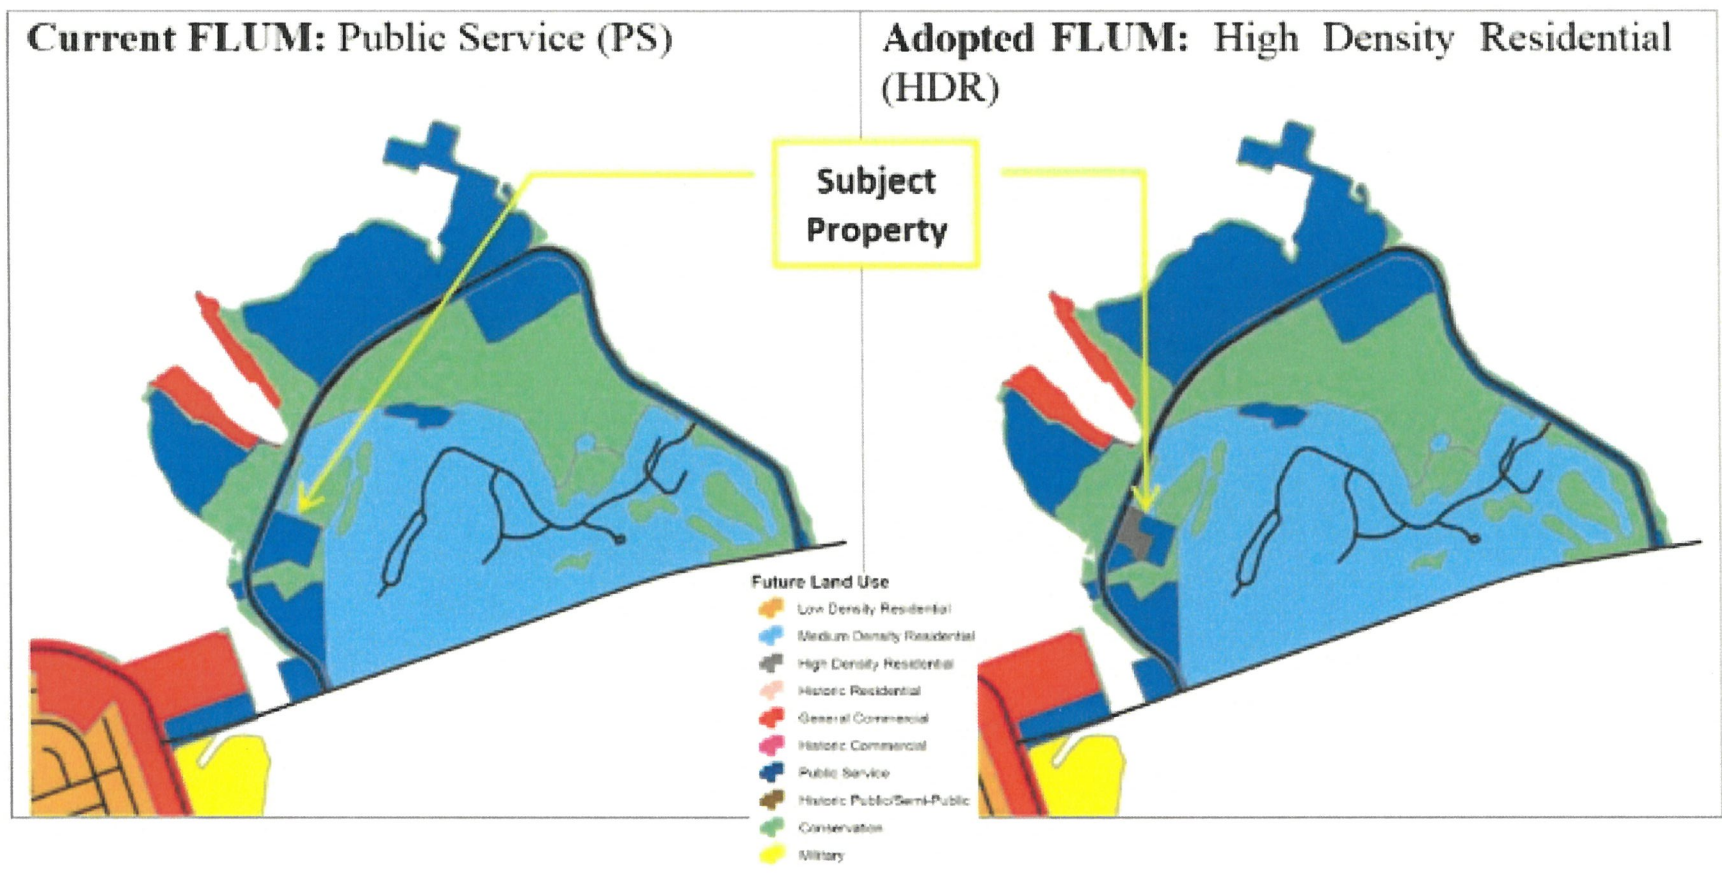 Current FLUM: Public Service (PS)
Adopted FLUM: High Density Residential
(HDR)
Subject
Property
Future Land Use
Low Density Residential
Medium Density Residential
High Density Residential
Historic Residential
General Commercial
Historic Commercial
Public Service
Historic Public/Semi-Public
Conservation
Military